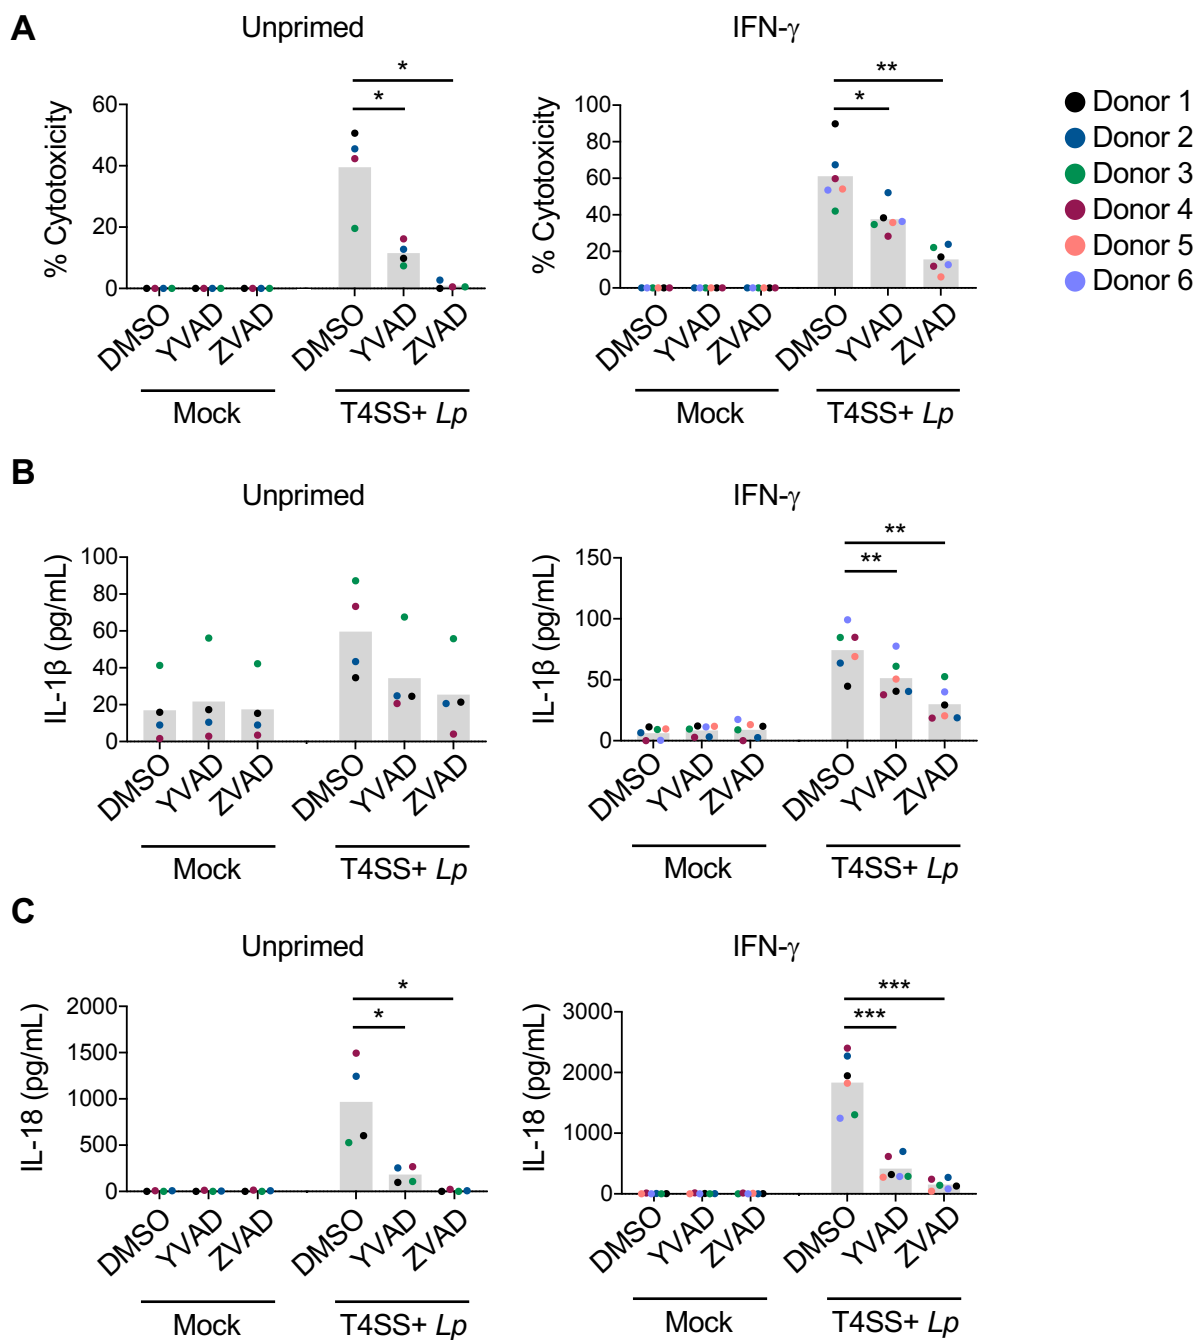 A
Unprimed
IFN-γ
% Cytotoxicity
60
40
20
0
*
*
DMSO
YVAD
ZVAD
DMSO
YVAD
ZVAD
Mock
T4SS+ Lp
% Cytotoxicity
100
80
60
40
20
0
**
*
DMSO
YVAD
ZVAD
DMSO
YVAD
ZVAD
Mock
T4SS+ Lp
Donor 1
Donor 2
Donor 3
Donor 4
Donor 5
Donor 6
B
Unprimed
IFN-γ
IL-1β (pg/mL)
100
80
60
40
20
0
DMSO
YVAD
ZVAD
DMSO
YVAD
ZVAD
Mock
T4SS+ Lp
IL-1β (pg/mL)
150
100
50
0
**
**
DMSO
YVAD
ZVAD
DMSO
YVAD
ZVAD
Mock
T4SS+ Lp
C
Unprimed
IFN-γ
IL-18 (pg/mL)
2000
1500
1000
500
0
*
*
DMSO
YVAD
ZVAD
DMSO
YVAD
ZVAD
Mock
T4SS+ Lp
IL-18 (pg/mL)
3000
2000
1000
0
***
***
DMSO
YVAD
ZVAD
DMSO
YVAD
ZVAD
Mock
T4SS+ Lp